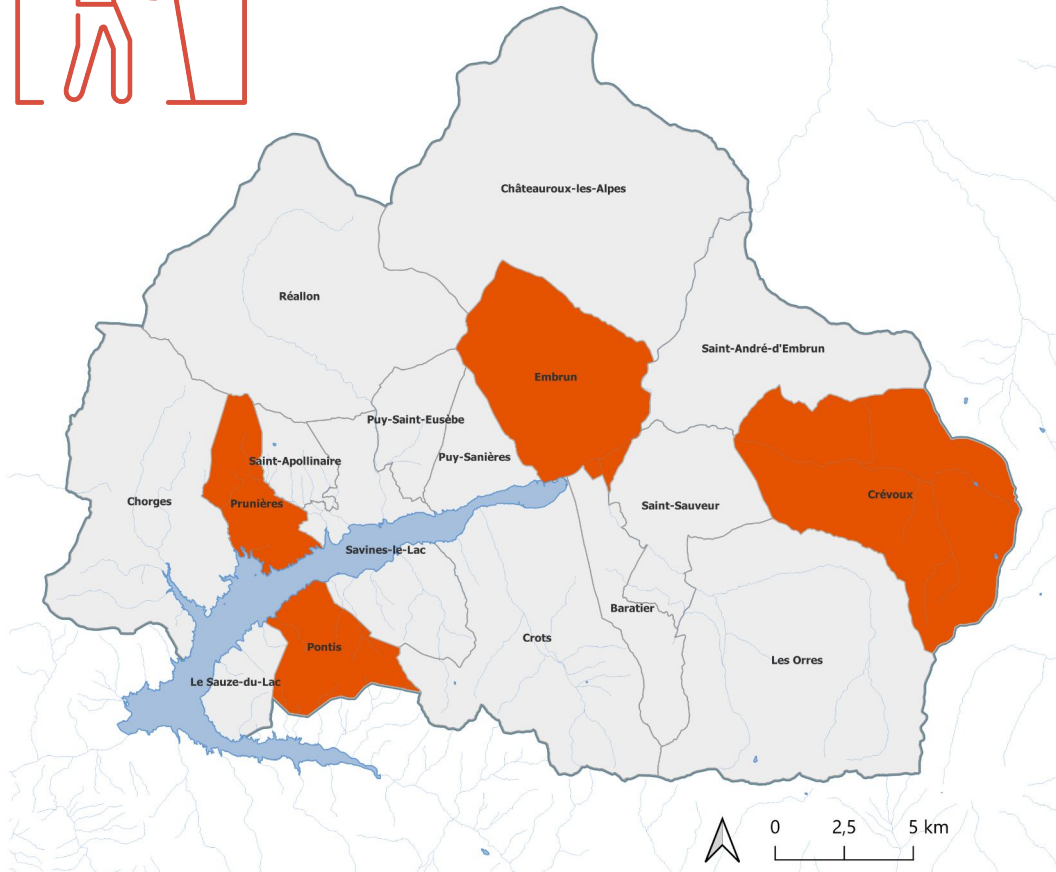 Châteauroux-les-Alpes
Réallon
Saint-André-d'Embrun
Embrun
Puy-Saint-Eusèbe
Puy-Sanières
Saint-Apollinaire
Crévoux
Chorges
Prunières
Saint-Sauveur
Savines-le-Lac
Baratier
Crots
Pontis
Les Orres
Le Sauze-du-Lac
0 2,5 5 km